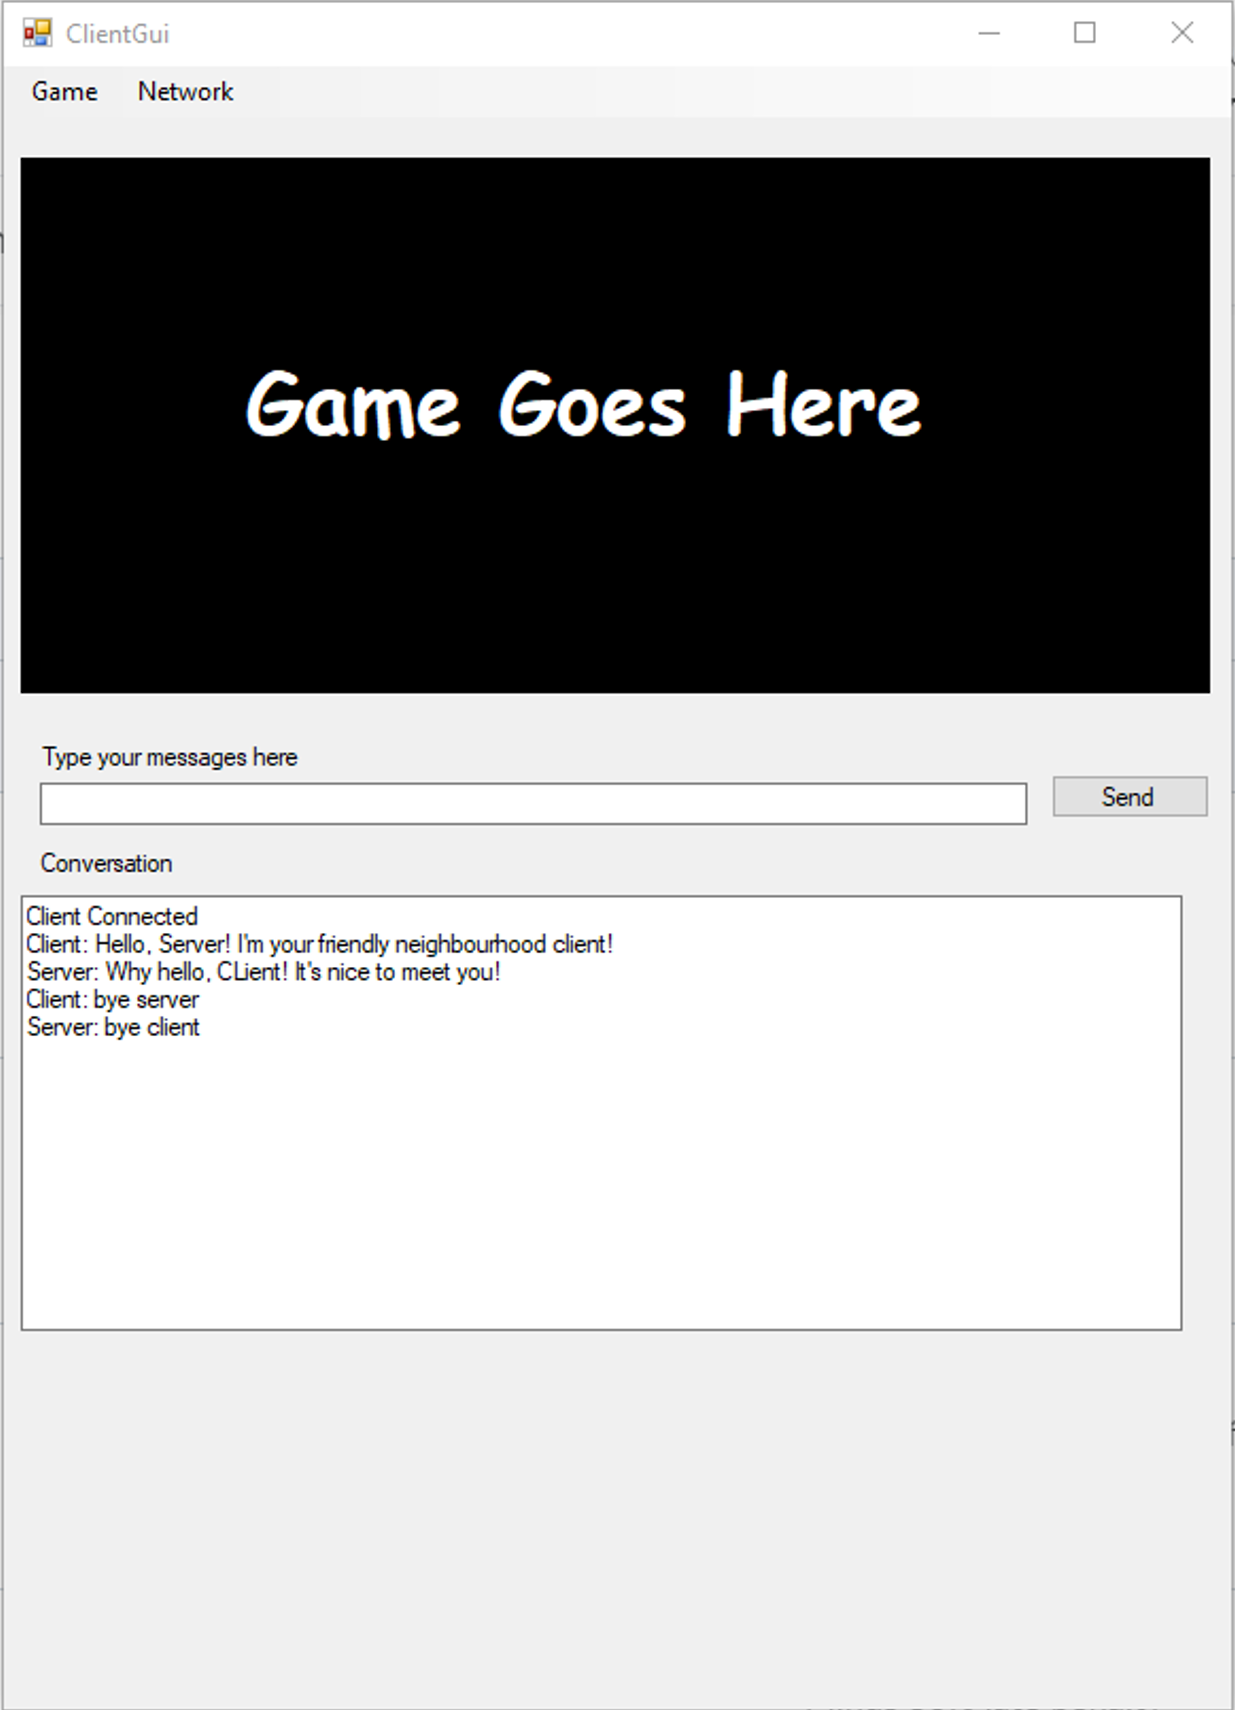 ClientGui
Game Network
Game Goes Here
Type your messages here
Send
Conversation
Client Connected
Client: Hello, Server! I'm your friendly neighbourhood client!
Server: Why hello, CLient! It's nice to meet you!
Client: bye server
Server: bye client